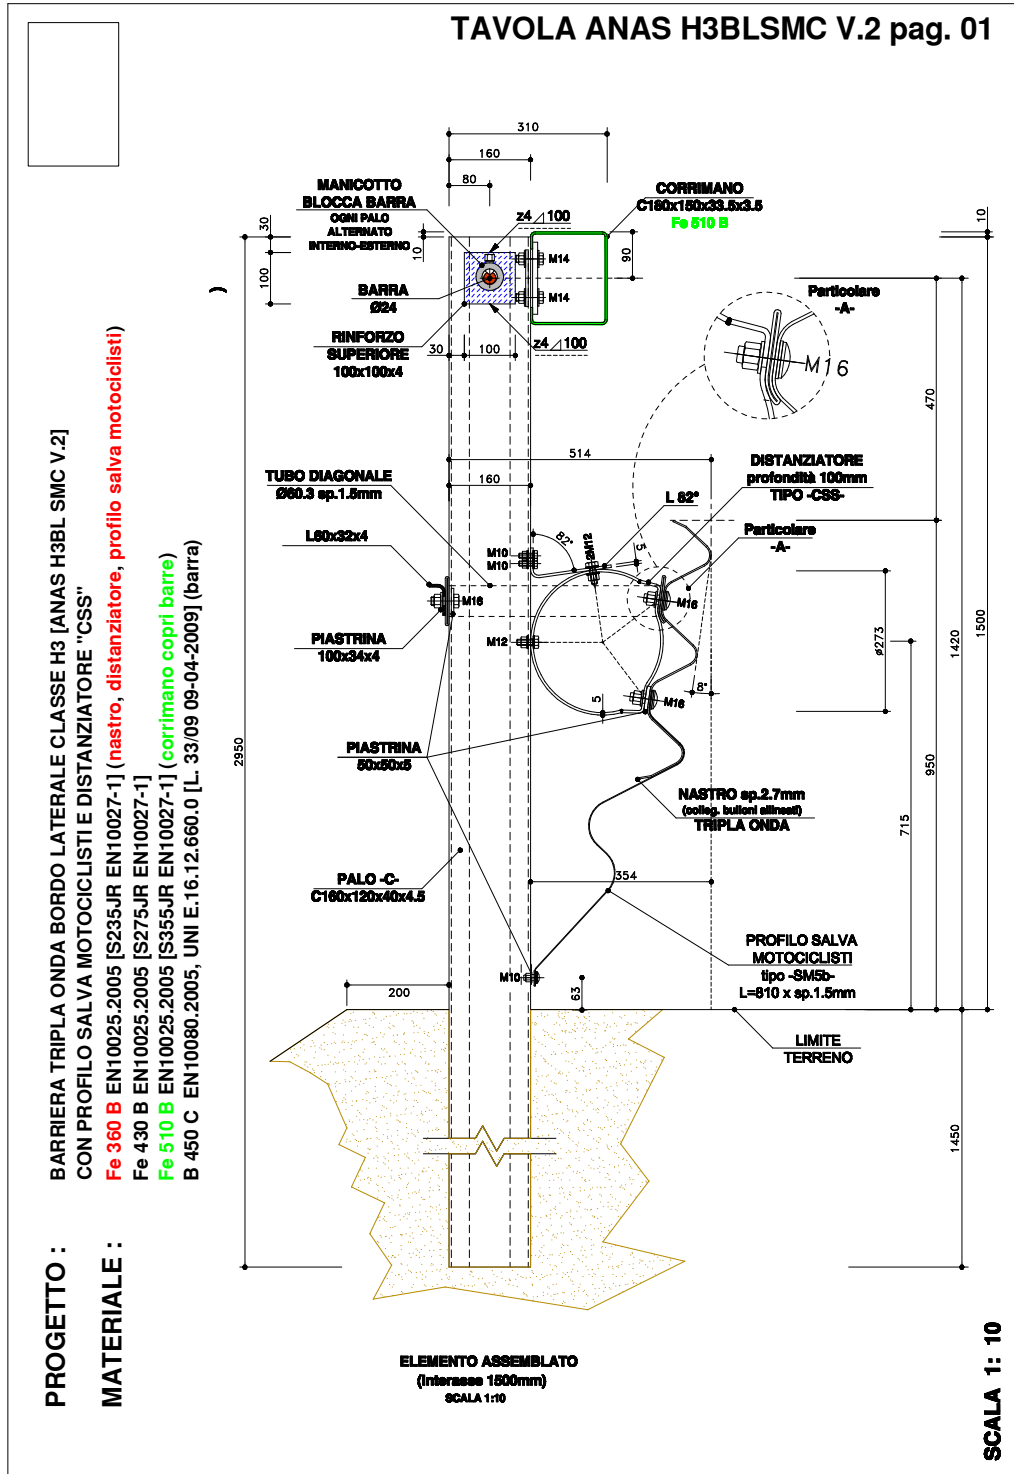 TAVOLA ANAS H3BLSMC V.2 pag. 01
310
160
80
MANICOTTO
BLOCCA BARRA
OGNI PALO
ALTERNATO
INTERNO-ESTERNO
z4 100
CORRIMANO
C180x150x33.5x3.5
Fe 510 B
30
10
100
10
90
M14
M14
BARRA
Ø24
RINFORZO
SUPERIORE
100x100x4
30
100
z4 100
Particolare
-A-
M16
470
514
160
TUBO DIAGONALE
Ø60.3 sp.1.5mm
DISTANZIATORE
profondità 100mm
TIPO -CSS-
L 82°
L60x32x4
Particolare
-A-
M10
M10
82°
2M12
5
M16
M16
PIASTRINA
100x34x4
M12
M16
8°
5
ø273
1420
1500
2950
950
715
PIASTRINA
50x50x5
NASTRO sp.2.7mm
(colleg. bulloni allineati)
TRIPLA ONDA
PALO -C-
C160x120x40x4.5
354
PROFILO SALVA
MOTOCICLISTI
tipo -SM5b-
L=810 x sp.1.5mm
M10
63
200
LIMITE
TERRENO
1450
ELEMENTO ASSEMBLATO
(Interasse 1500mm)
SCALA 1:10
PROGETTO :
BARRIERA TRIPLA ONDA BORDO LATERALE CLASSE H3 [ANAS H3BL SMC V.2]
CON PROFILO SALVA MOTOCICLISTI E DISTANZIATORE "CSS"
MATERIALE :
Fe 360 B EN10025.2005 [S235JR EN10027-1] (nastro, distanziatore, profilo salva motociclisti)
Fe 430 B EN10025.2005 [S275JR EN10027-1]
Fe 510 B EN10025.2005 [S355JR EN10027-1] (corrimano copri barre)
B 450 C EN10080.2005, UNI E.16.12.660.0 [L. 33/09 09-04-2009] (barra)
)
SCALA 1: 10